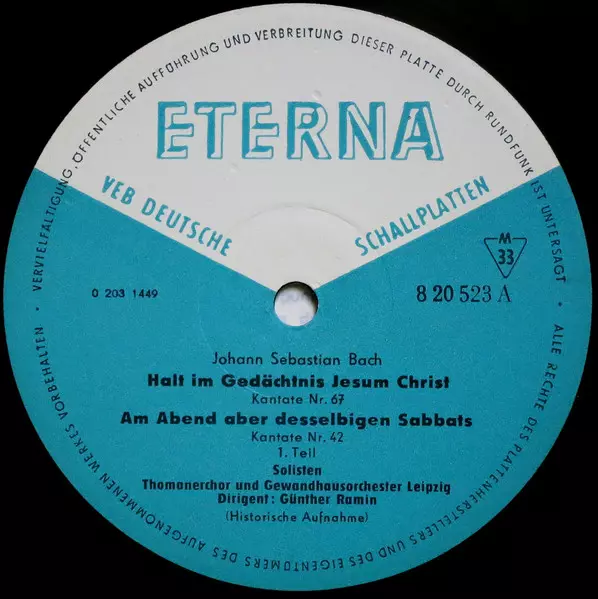 ETERNA
VEB DEUTSCHE SCHALLPLATTEN
M
33
0 203 1449
8 20 523 A
Johann Sebastian Bach
Halt im Gedächtnis Jesum Christ
Kantate Nr. 67
Am Abend aber desselbigen Sabbats
Kantate Nr. 42
1. Teil
Solisten
Thomanerchor und Gewandhausorchester Leipzig
Dirigent: Günther Ramin
(Historische Aufnahme)
ALLE RECHTE DES PLATTENHERSTELLERS UND DES EIGENTÜMERS DES AUFGENOMMENEN WERKES VORBEHALTEN • VERVIELFÄLTIGUNG, ÖFFENTLICHE AUFFÜHRUNG UND VERBREITUNG DIESER PLATTE DURCH RUNDFUNK IST UNTERSAGT •